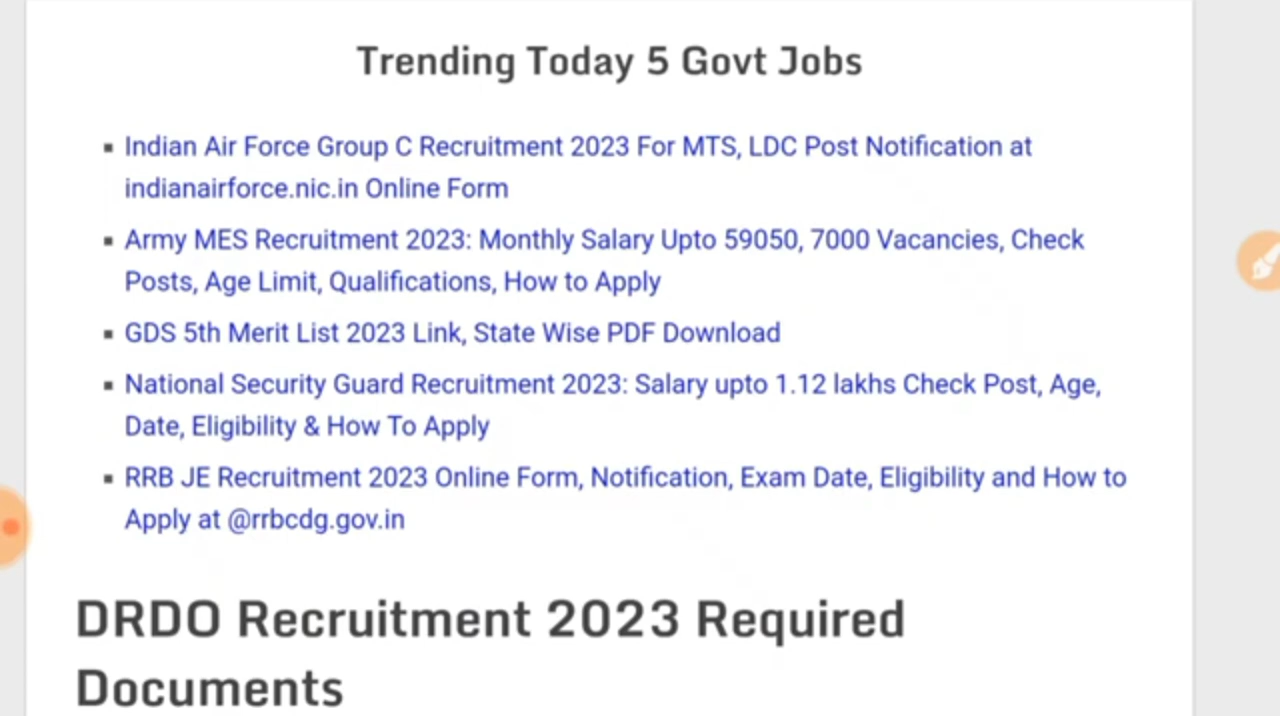 Trending Today 5 Govt Jobs
Indian Air Force Group C Recruitment 2023 For MTS, LDC Post Notification at
indianairforce.nic.in Online Form
Army MES Recruitment 2023: Monthly Salary Upto 59050, 7000 Vacancies, Check
Posts, Age Limit, Qualifications, How to Apply
GDS 5th Merit List 2023 Link, State Wise PDF Download
National Security Guard Recruitment 2023: Salary upto 1.12 lakhs Check Post, Age,
Date, Eligibility & How To Apply
RRB JE Recruitment 2023 Online Form, Notification, Exam Date, Eligibility and How to
Apply at @rrbcdg.gov.in
DRDO Recruitment 2023 Required
Documents